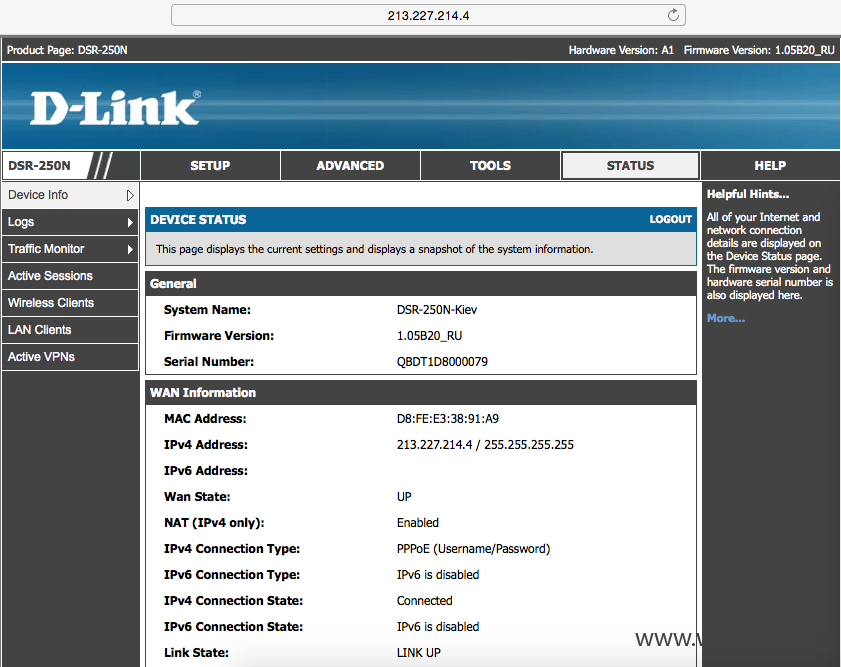 213.227.214.4
Product Page: DSR-250N Hardware Version: A1 Firmware Version: 1.05B20_RU
D-Link®
DSR-250N SETUP ADVANCED TOOLS STATUS HELP
Device Info
Logs
Traffic Monitor
Active Sessions
Wireless Clients
LAN Clients
Active VPNs
DEVICE STATUS LOGOUT
This page displays the current settings and displays a snapshot of the system information.
General
System Name: DSR-250N-Kiev
Firmware Version: 1.05B20_RU
Serial Number: QBDT1D8000079
WAN Information
MAC Address: D8:FE:E3:38:91:A9
IPv4 Address: 213.227.214.4 / 255.255.255.255
IPv6 Address:
Wan State: UP
NAT (IPv4 only): Enabled
IPv4 Connection Type: PPPoE (Username/Password)
IPv6 Connection Type: IPv6 is disabled
IPv4 Connection State: Connected
IPv6 Connection State: IPv6 is disabled
Link State: LINK UP
Helpful Hints...
All of your Internet and
network connection
details are displayed on
the Device Status page.
The firmware version and
hardware serial number is
also displayed here.
More...
www.